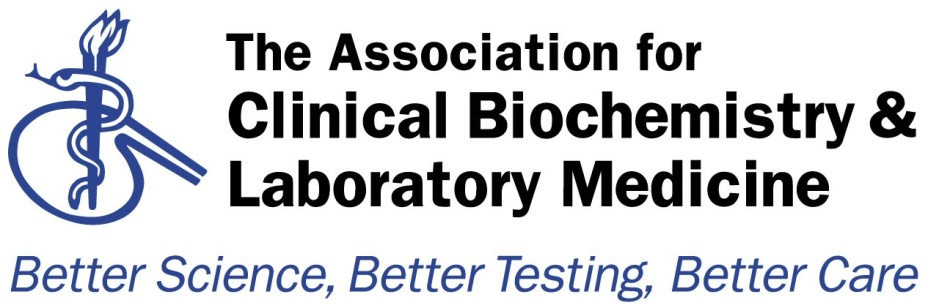 The Association for
Clinical Biochemistry &
Laboratory Medicine
Better Science, Better Testing, Better Care